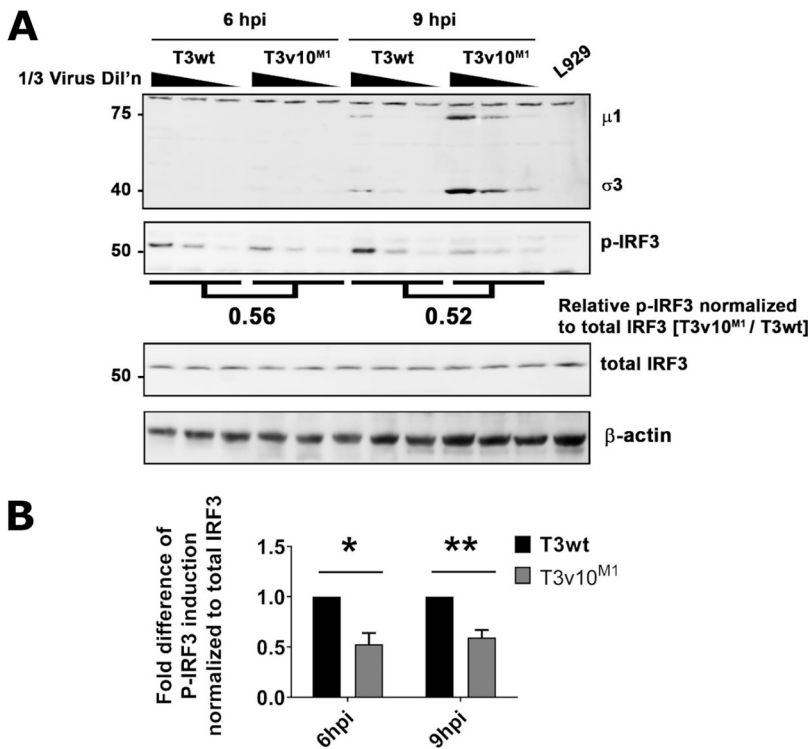 A
6 hpi 9 hpi
T3wt T3v10ᴹ¹ T3wt T3v10ᴹ¹ L929
1/3 Virus Dil'n
75
μ1
40
σ3
50
p-IRF3
0.56 0.52
Relative p-IRF3 normalized
to total IRF3 [T3v10ᴹ¹ / T3wt]
50
total IRF3
β-actin
B
Fold difference of
P-IRF3 induction
normalized to total IRF3
1.5
1.0
0.5
0.0
* **
T3wt
T3v10ᴹ¹
6hpi 9hpi